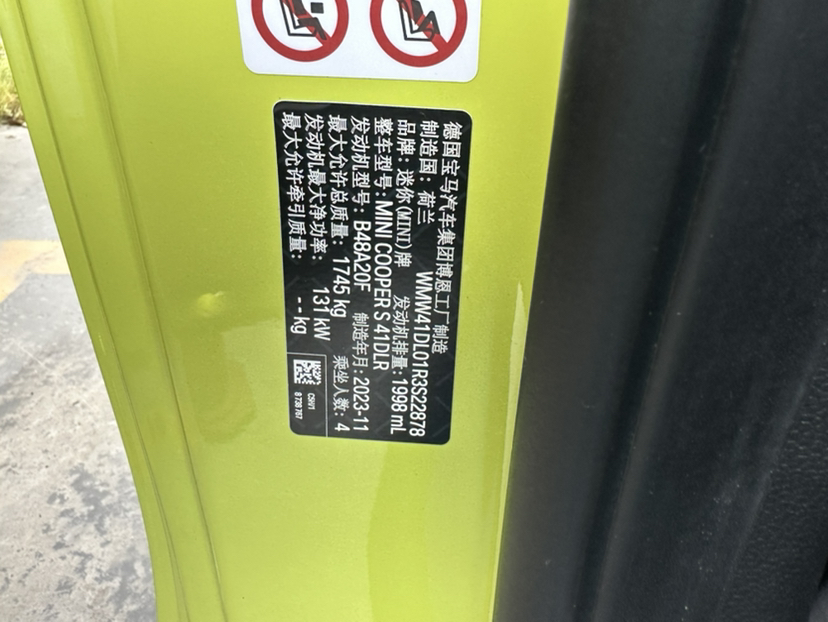 德国宝马汽车集团博恩工厂制造
制造国：荷兰 WMW41DL01R3S22878
品牌：迷你(MINI)牌 发动机排量：1998 mL
整车型号：MINI COOPER S 41DLR
发动机型号：B48A20F 制造年月：2023-11
最大允许总质量：1745 kg 乘坐人数：4
发动机最大净功率：131 kW
最大允许牵引质量：--kg
C5IV1
8 738 767